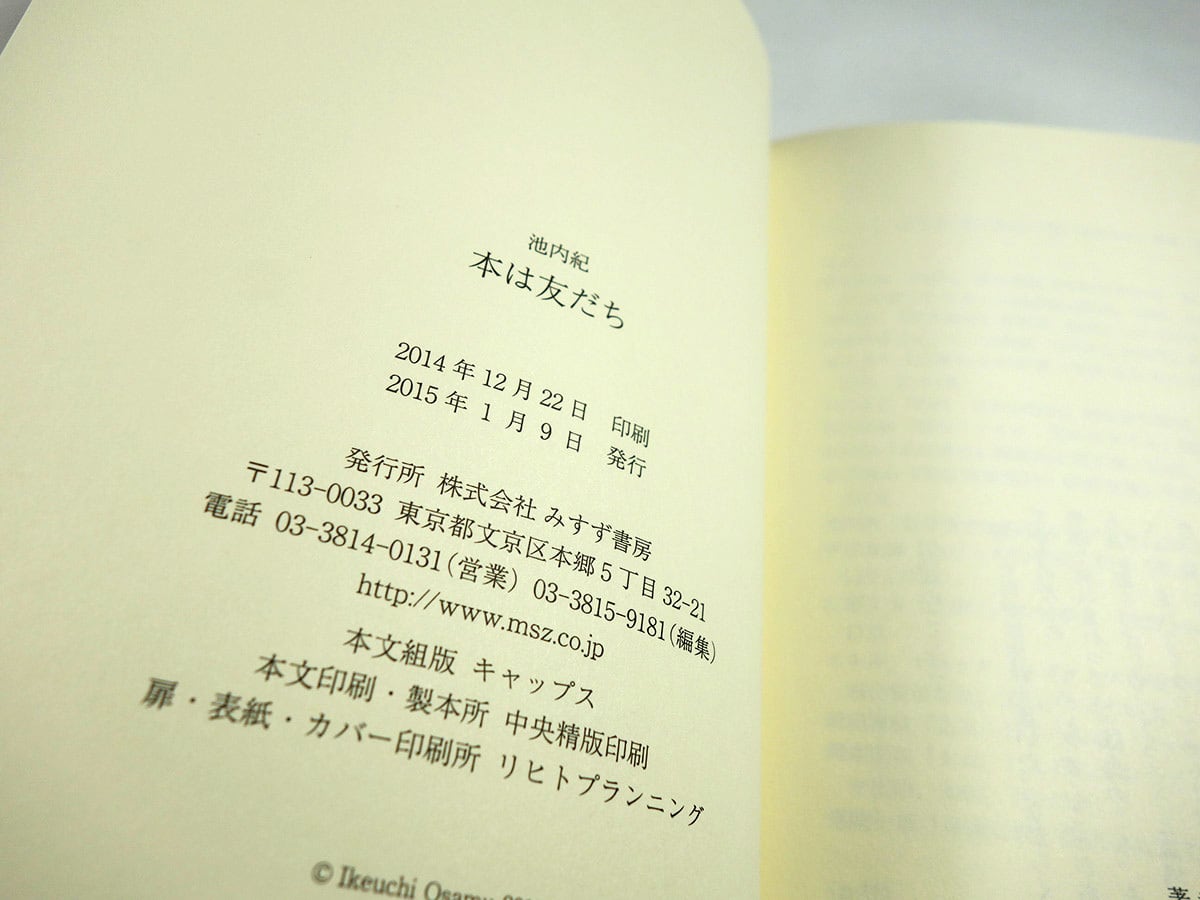 池内紀
本は友だち
2014年12月22日 印刷
2015年1月9日 発行
発行所 株式会社 みすず書房
〒113-0033 東京都文京区本郷5丁目32-21
電話 03-3814-0131(営業) 03-3815-9181(編集)
http://www.msz.co.jp
本文組版 キャップス
本文印刷・製本所 中央精版印刷
扉・表紙・カバー印刷所 リヒトプランニング
© Ikeuchi Osamu
著